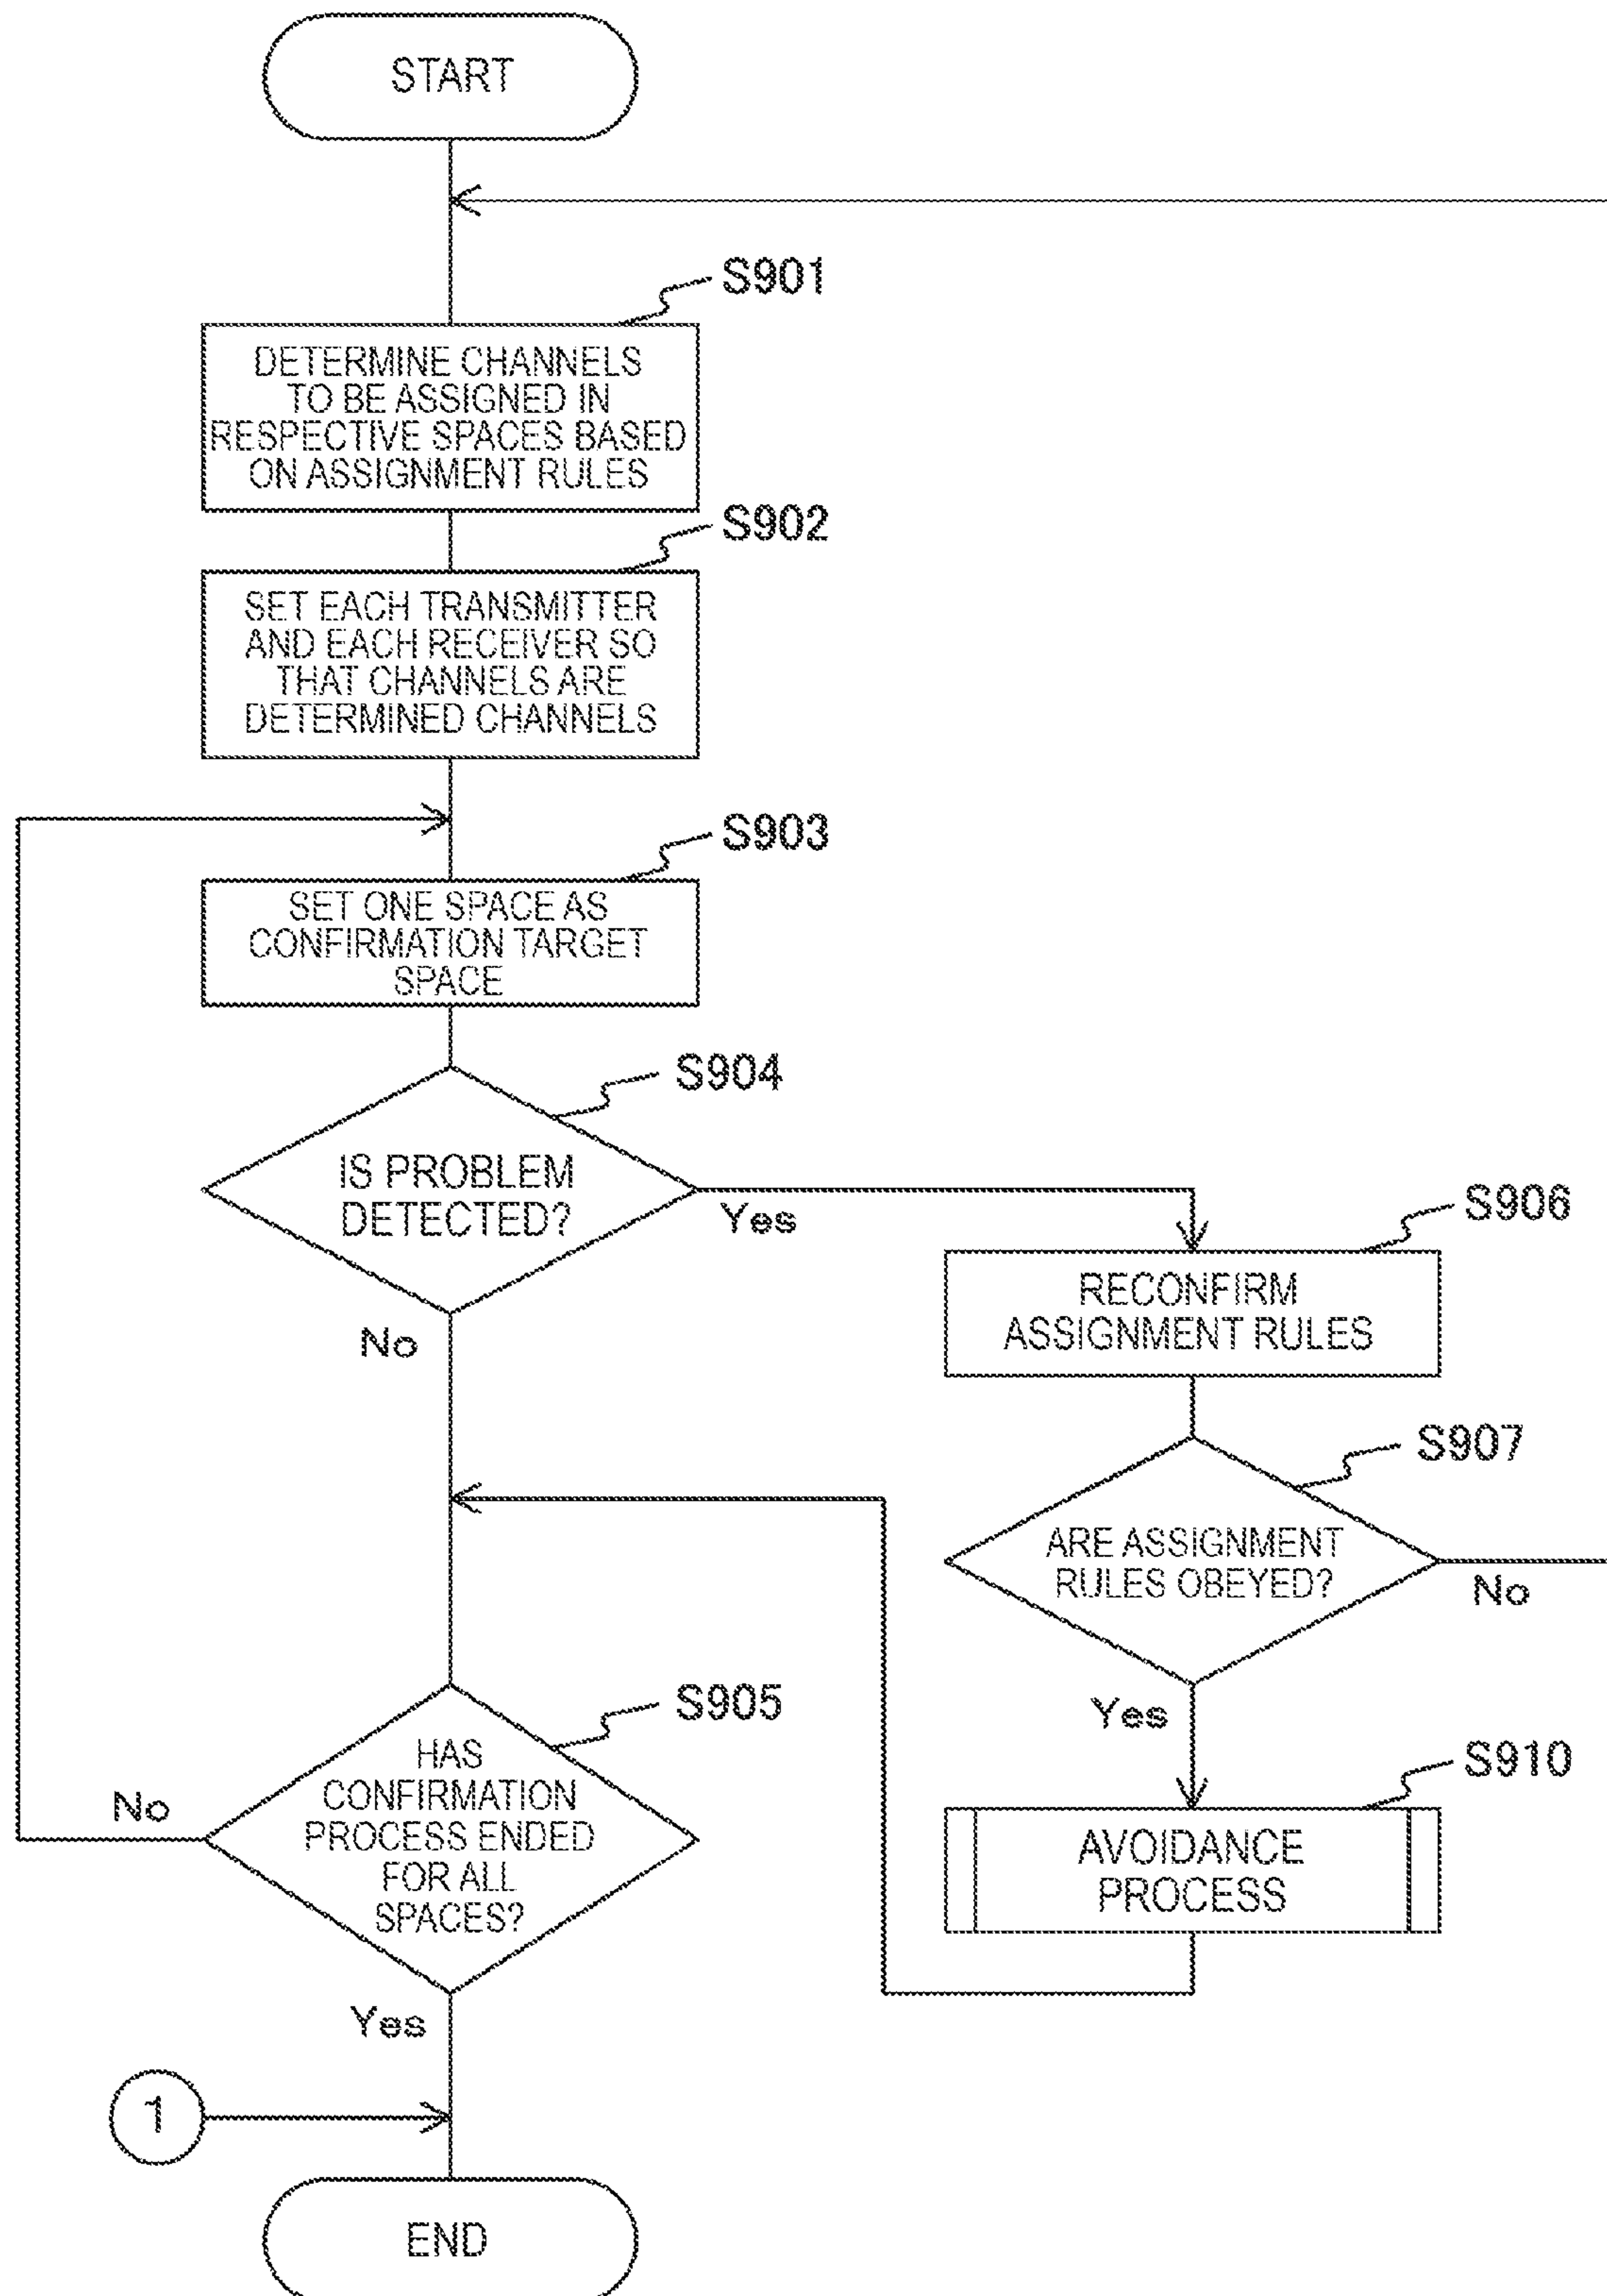 START
S901
DETERMINE CHANNELS
TO BE ASSIGNED IN
RESPECTIVE SPACES BASED
ON ASSIGNMENT RULES
S902
SET EACH TRANSMITTER
AND EACH RECEIVER SO
THAT CHANNELS ARE
DETERMINED CHANNELS
S903
SET ONE SPACE AS
CONFIRMATION TARGET
SPACE
S904
IS PROBLEM
DETECTED?
Yes
No
S906
RECONFIRM
ASSIGNMENT RULES
S907
ARE ASSIGNMENT
RULES OBEYED?
No
Yes
S910
AVOIDANCE
PROCESS
S905
HAS
CONFIRMATION
PROCESS ENDED
FOR ALL
SPACES?
No
Yes
1
END